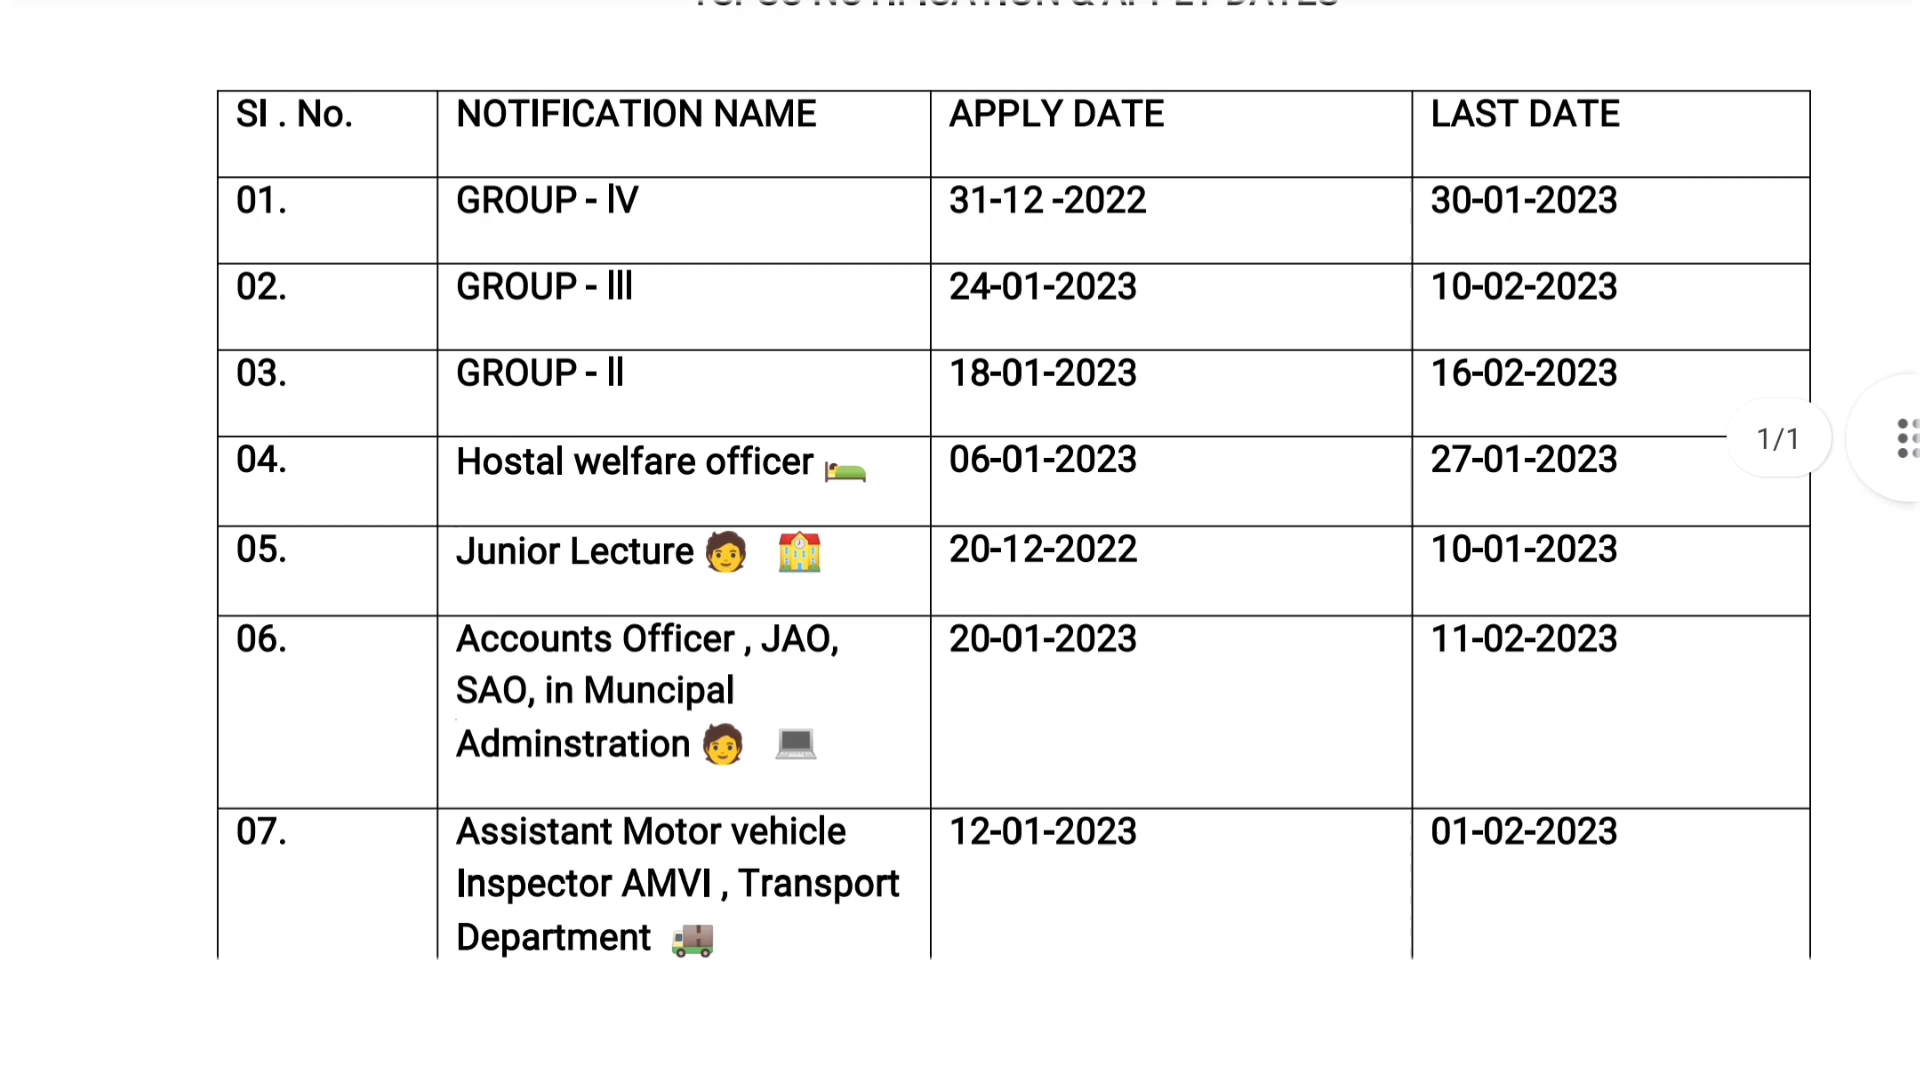 NOTIFICATION & APPLY DATES
Sl . No. NOTIFICATION NAME APPLY DATE LAST DATE
01. GROUP - lV 31-12 -2022 30-01-2023
02. GROUP - lll 24-01-2023 10-02-2023
03. GROUP - ll 18-01-2023 16-02-2023
1/1
04. Hostal welfare officer 06-01-2023 27-01-2023
05. Junior Lecture 20-12-2022 10-01-2023
06. Accounts Officer , JAO, 20-01-2023 11-02-2023
SAO, in Muncipal
Adminstration
07. Assistant Motor vehicle 12-01-2023 01-02-2023
Inspector AMVI , Transport
Department